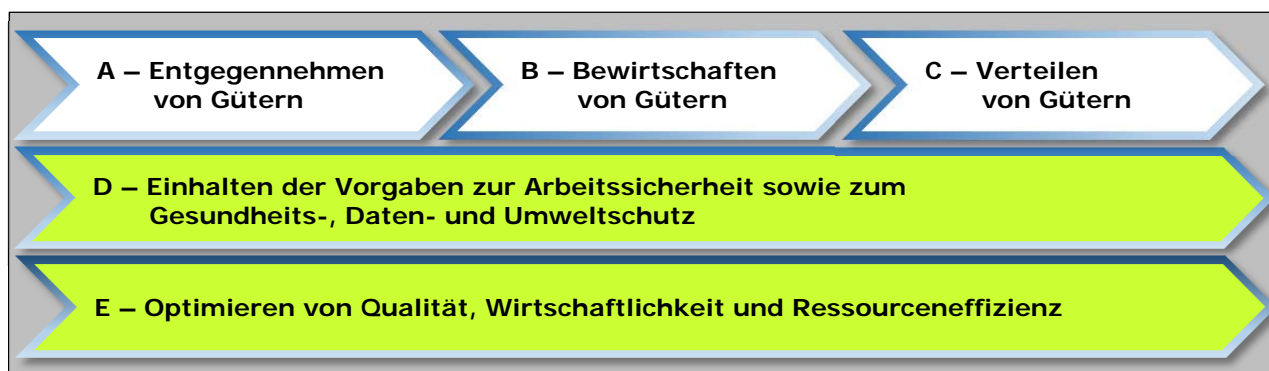 A – Entgegennehmen
von Gütern
B – Bewirtschaften
von Gütern
C – Verteilen
von Gütern
D – Einhalten der Vorgaben zur Arbeitssicherheit sowie zum
Gesundheits-, Daten- und Umweltschutz
E – Optimieren von Qualität, Wirtschaftlichkeit und Ressourceneffizienz